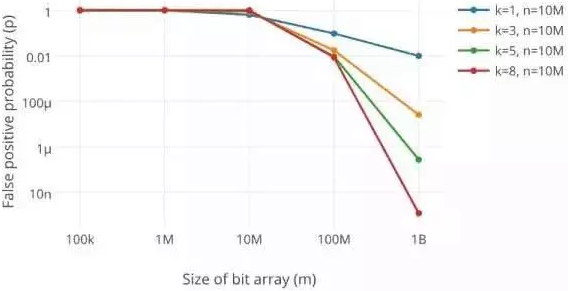 False positive probability (p)
1
0.01
100µ
1µ
10n
100k
1M
10M
100M
1B
Size of bit array (m)
k=1, n=10M
k=3, n=10M
k=5, n=10M
k=8, n=10M